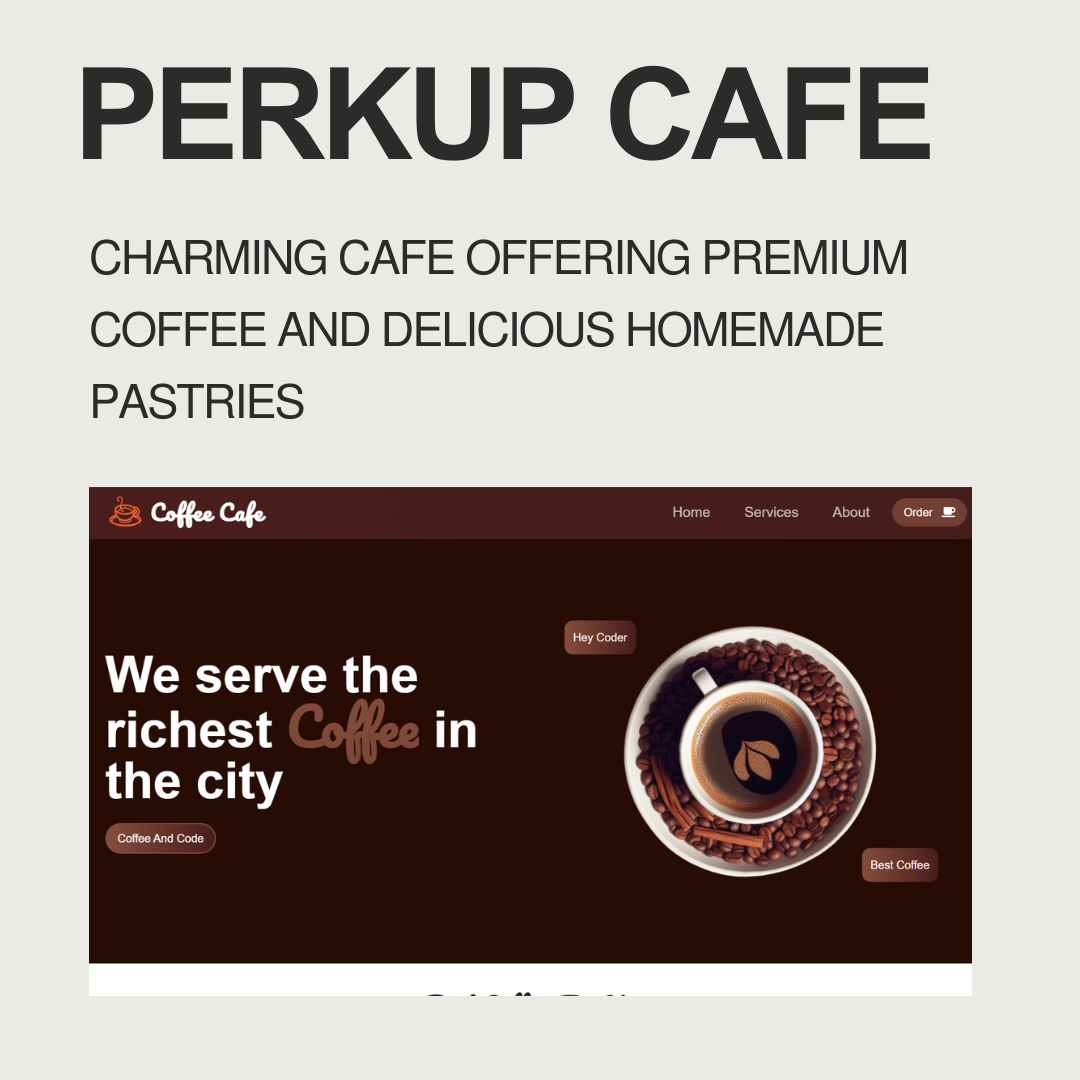 PERKUP CAFE
CHARMING CAFE OFFERING PREMIUM
COFFEE AND DELICIOUS HOMEMADE
PASTRIES
Coffee Cafe
Home
Services
About
Order
Hey Coder
We serve the
richest Coffee in
the city
Coffee And Code
Best Coffee